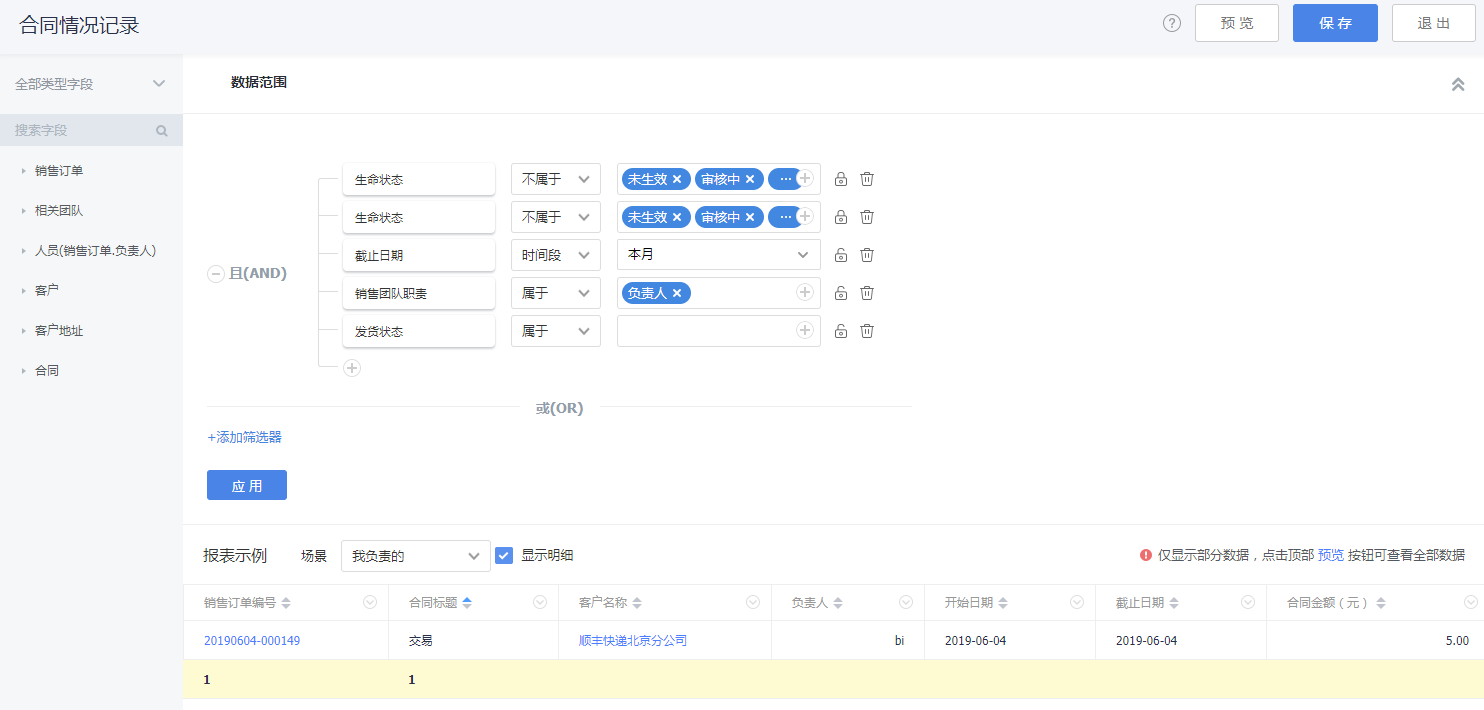 合同情况记录
? 预 览 保 存 退 出
全部类型字段
搜索字段
销售订单
相关团队
人员(销售订单.负责人)
客户
客户地址
合同
数据范围
且(AND)
生命状态 不属于 未生效 × 审核中 × ···
生命状态 不属于 未生效 × 审核中 × ···
截止日期 时间段 本月
销售团队职责 属于 负责人 ×
发货状态 属于
或(OR)
+添加筛选器
应 用
报表示例 场景 我负责的 显示明细 仅显示部分数据，点击顶部 预览 按钮可查看全部数据
销售订单编号 合同标题 客户名称 负责人 开始日期 截止日期 合同金额（元）
20190604-000149 交易 顺丰快递北京分公司 bi 2019-06-04 2019-06-04 5.00
1 1